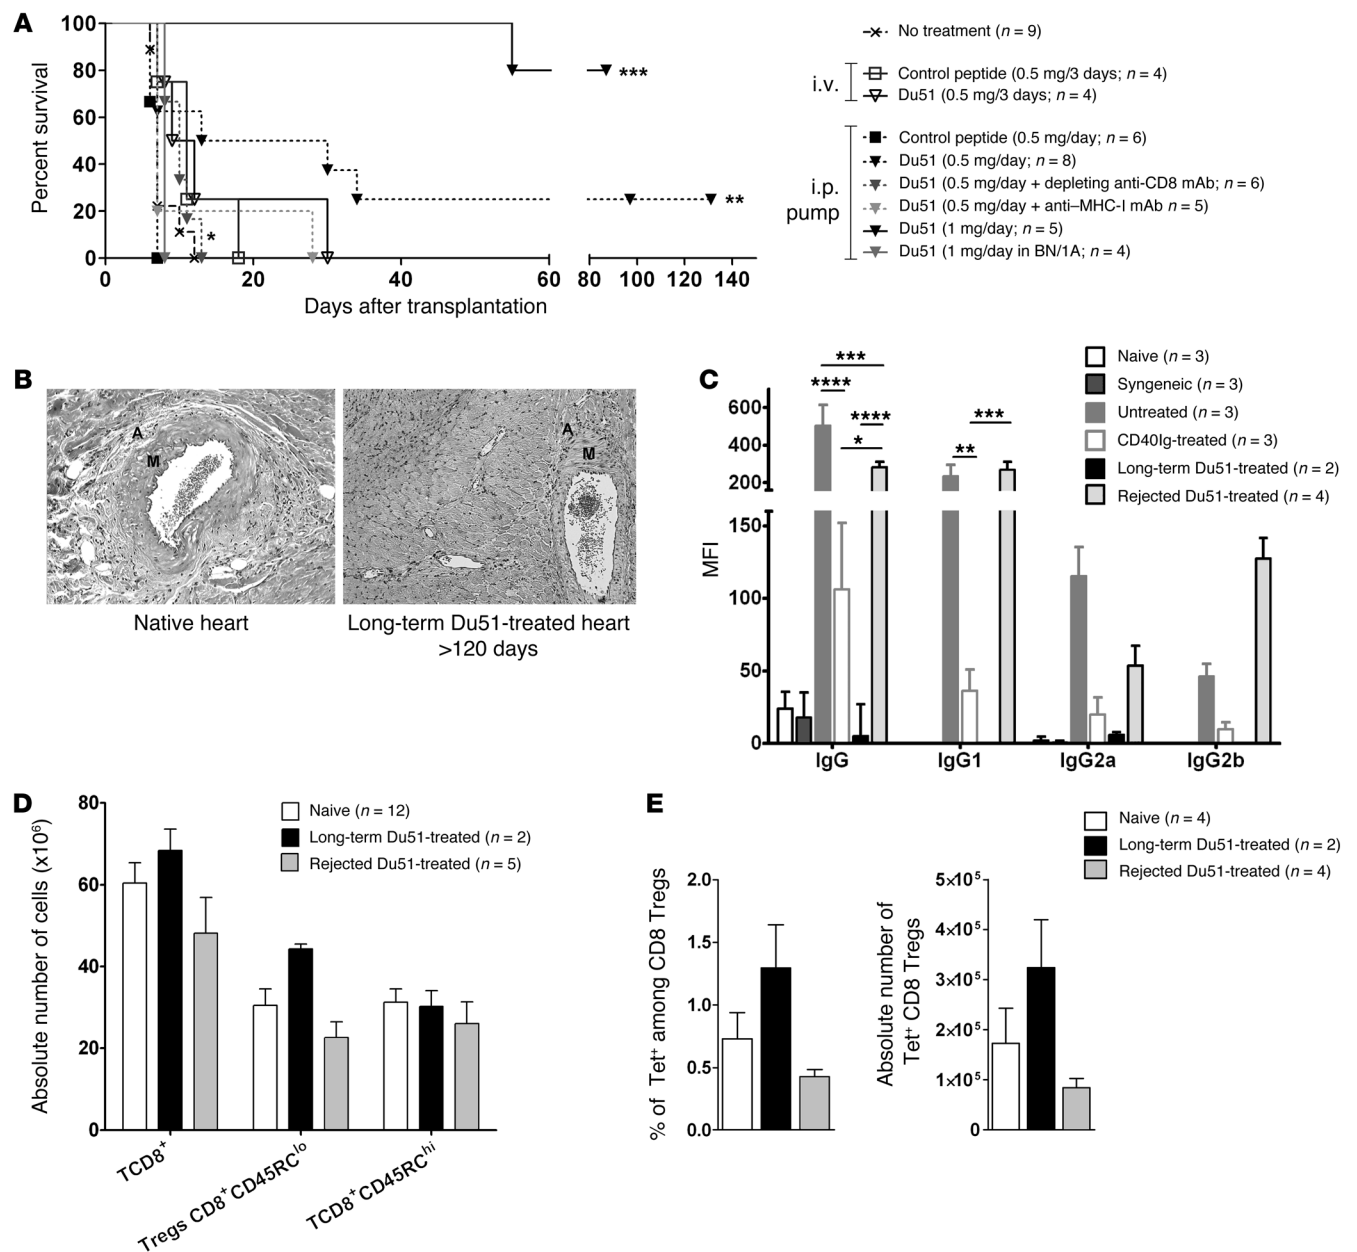 A
100
80
60
40
20
0
Percent survival
0 20 40 60 80 100 120 140
Days after transplantation
***
**
*
No treatment (n = 9)
i.v.
Control peptide (0.5 mg/3 days; n = 4)
Du51 (0.5 mg/3 days; n = 4)
i.p. pump
Control peptide (0.5 mg/day; n = 6)
Du51 (0.5 mg/day; n = 8)
Du51 (0.5 mg/day + depleting anti-CD8 mAb; n = 6)
Du51 (0.5 mg/day + anti–MHC-I mAb n = 5)
Du51 (1 mg/day; n = 5)
Du51 (1 mg/day in BN/1A; n = 4)
B
A
M
A
M
Native heart
Long-term Du51-treated heart
>120 days
C
Naive (n = 3)
Syngeneic (n = 3)
Untreated (n = 3)
CD40Ig-treated (n = 3)
Long-term Du51-treated (n = 2)
Rejected Du51-treated (n = 4)
***
**** **** ***
* **
600
400
200
150
100
50
0
MFI
IgG IgG1 IgG2a IgG2b
D
Naive (n = 12)
Long-term Du51-treated (n = 2)
Rejected Du51-treated (n = 5)
80
60
40
20
0
Absolute number of cells (x10⁶)
TCD8⁺
Tregs CD8⁺CD45RCˡᵒ
TCD8⁺CD45RCʰⁱ
E
Naive (n = 4)
Long-term Du51-treated (n = 2)
Rejected Du51-treated (n = 4)
2.0
1.5
1.0
0.5
0.0
% of Tet⁺ among CD8 Tregs
5×10⁵
4×10⁵
3×10⁵
2×10⁵
1×10⁵
0
Absolute number of
Tet⁺ CD8 Tregs